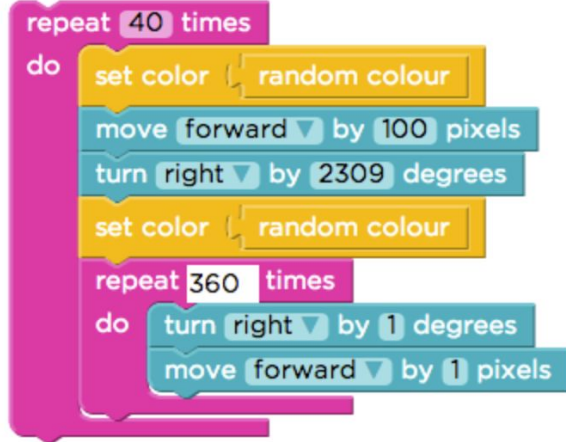 repeat 40 times
do set color random colour
move forward by 100 pixels
turn right by 2309 degrees
set color random colour
repeat 360 times
do turn right by 1 degrees
move forward by 1 pixels